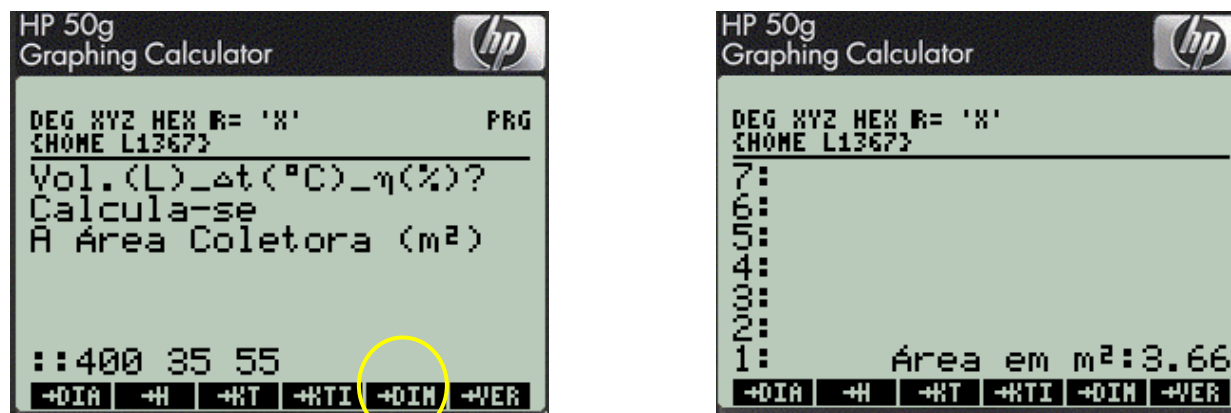 HP 50g
Graphing Calculator
hp
DEG XYZ HEX R= 'X' PRG
{HOME L1367}
Vol.(L)_△t(°C)_η(%)?
Calcula-se
A Área Coletora (m²)
::400 35 55
→DIA →H →KT →KTI →DIM →VER
HP 50g
Graphing Calculator
hp
DEG XYZ HEX R= 'X'
{HOME L1367}
7:
6:
5:
4:
3:
2:
1: Área em m²:3.66
→DIA →H →KT →KTI →DIM →VER